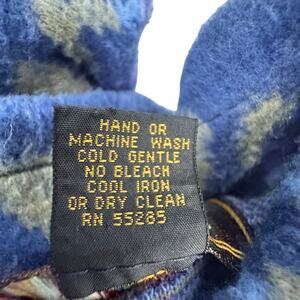 HAND OR
MACHINE WASH
COLD GENTLE
NO BLEACH
COOL IRON
OR DRY CLEAN
RN 55285